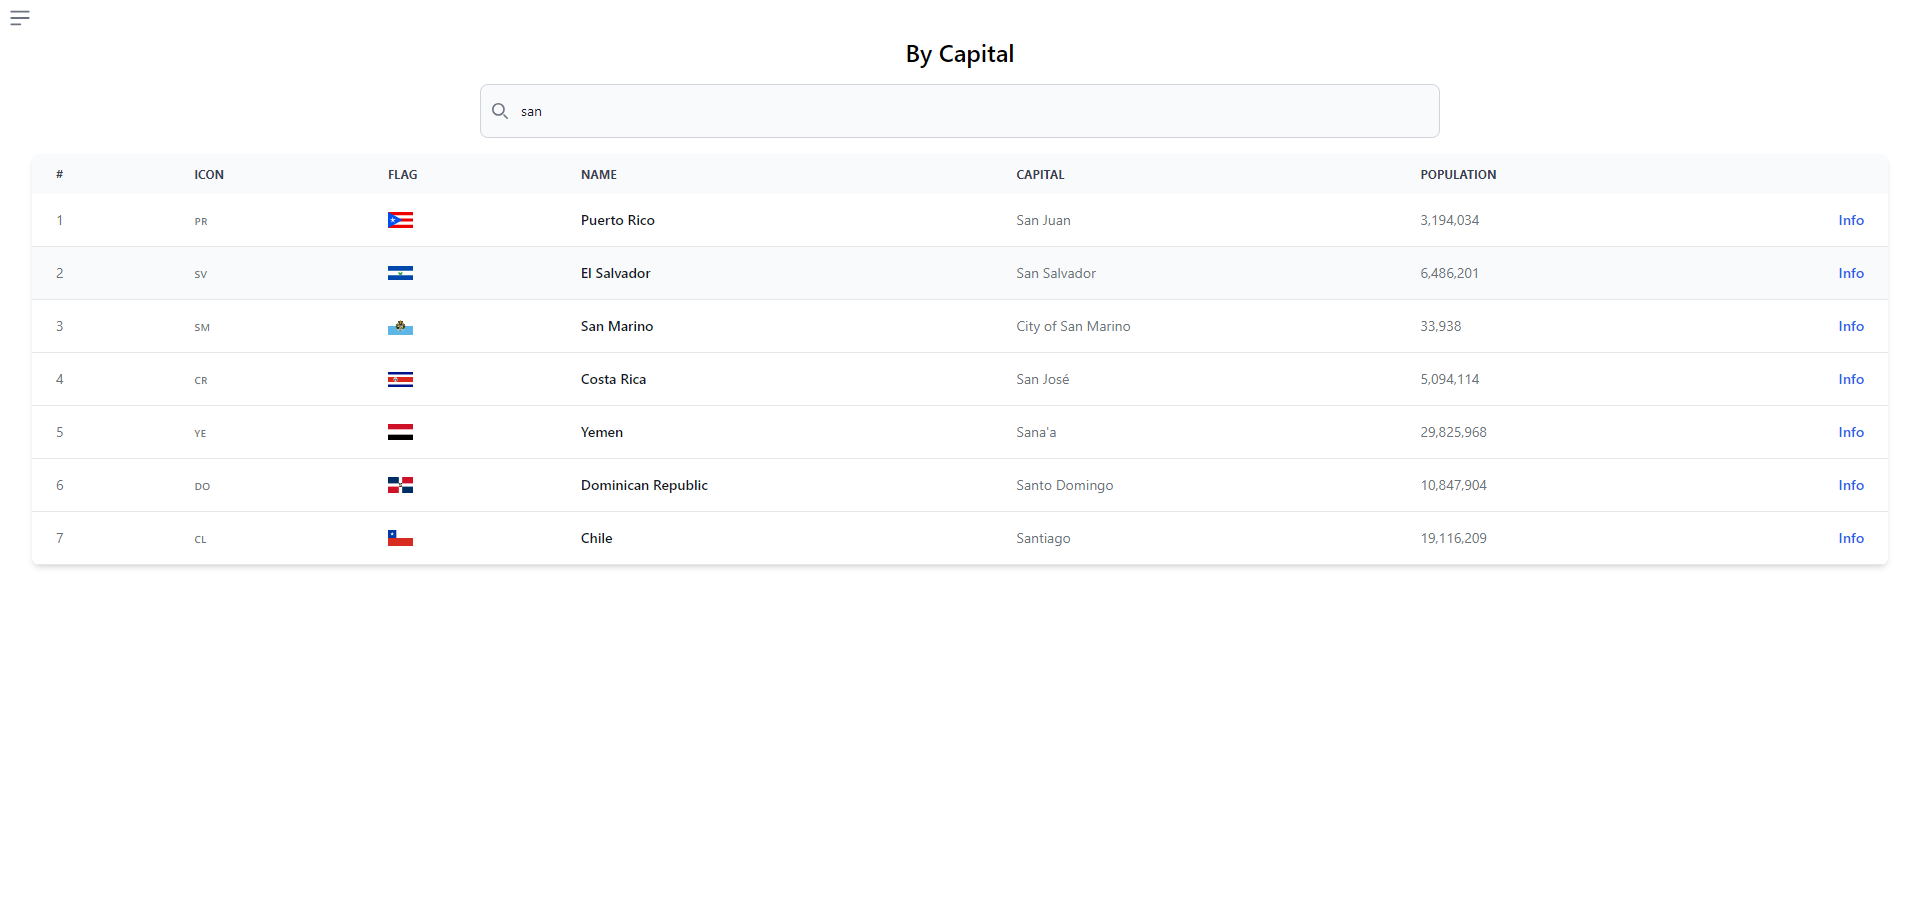 By Capital
san
# ICON FLAG NAME CAPITAL POPULATION
1 PR Puerto Rico San Juan 3,194,034 Info
2 SV El Salvador San Salvador 6,486,201 Info
3 SM San Marino City of San Marino 33,938 Info
4 CR Costa Rica San José 5,094,114 Info
5 YE Yemen Sana'a 29,825,968 Info
6 DO Dominican Republic Santo Domingo 10,847,904 Info
7 CL Chile Santiago 19,116,209 Info